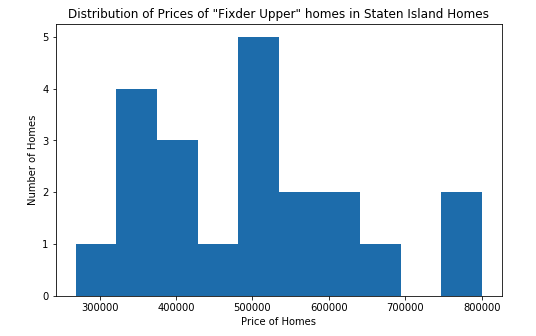 Distribution of Prices of "Fixder Upper" homes in Staten Island Homes
Number of Homes
5
4
3
2
1
0
300000 400000 500000 600000 700000 800000
Price of Homes